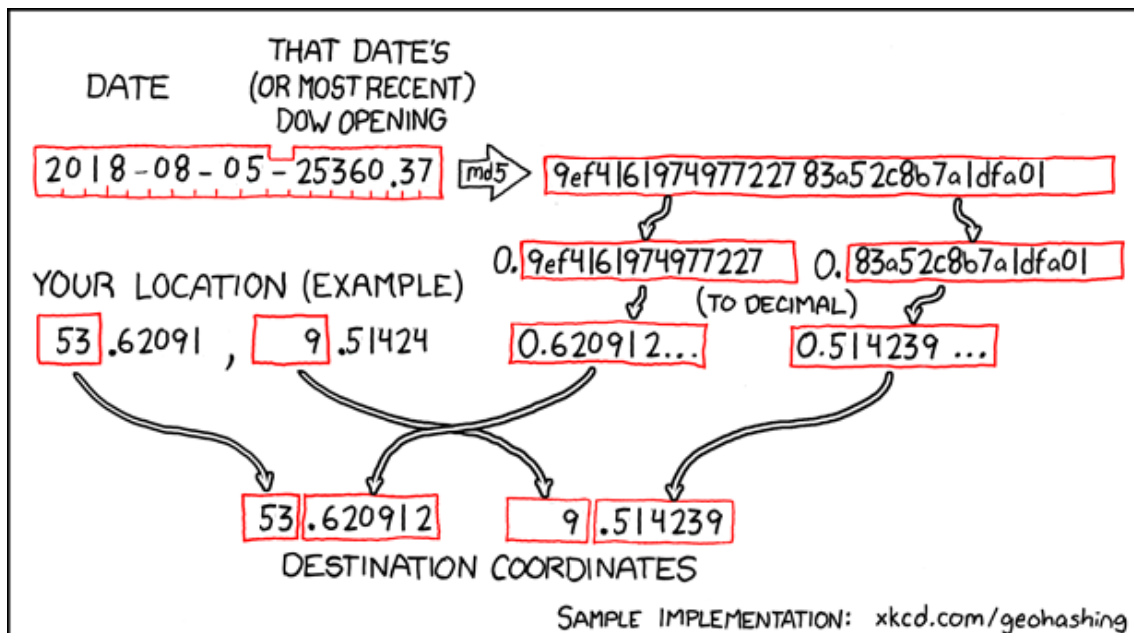 DATE
THAT DATE'S
(OR MOST RECENT)
DOW OPENING
2018-08-05-25360.37
md5
9ef416197497722783a52c8b7a1dfa01
0.9ef4161974977227
0.83a52c8b7a1dfa01
YOUR LOCATION (EXAMPLE)
(TO DECIMAL)
53.62091, 9.51424
0.620912...
0.514239...
53.620912
9.514239
DESTINATION COORDINATES
SAMPLE IMPLEMENTATION: xkcd.com/geohashing